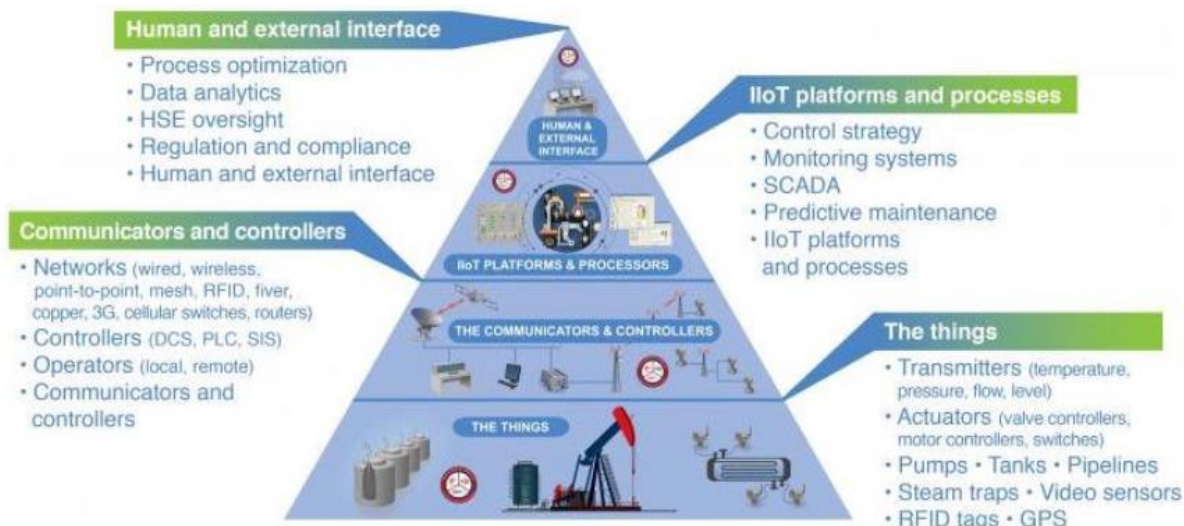 Human and external interface
• Process optimization
• Data analytics
• HSE oversight
• Regulation and compliance
• Human and external interface
IIoT platforms and processes
• Control strategy
• Monitoring systems
• SCADA
• Predictive maintenance
• IIoT platforms
and processes
Communicators and controllers
• Networks (wired, wireless,
point-to-point, mesh, RFID, fiver,
copper, 3G, cellular switches, routers)
• Controllers (DCS, PLC, SIS)
• Operators (local, remote)
• Communicators and
controllers
The things
• Transmitters (temperature,
pressure, flow, level)
• Actuators (valve controllers,
motor controllers, switches)
• Pumps • Tanks • Pipelines
• Steam traps • Video sensors
• RFID tags • GPS
HUMAN &
EXTERNAL
INTERFACE
IIoT PLATFORMS & PROCESSORS
THE COMMUNICATORS & CONTROLLERS
THE THINGS